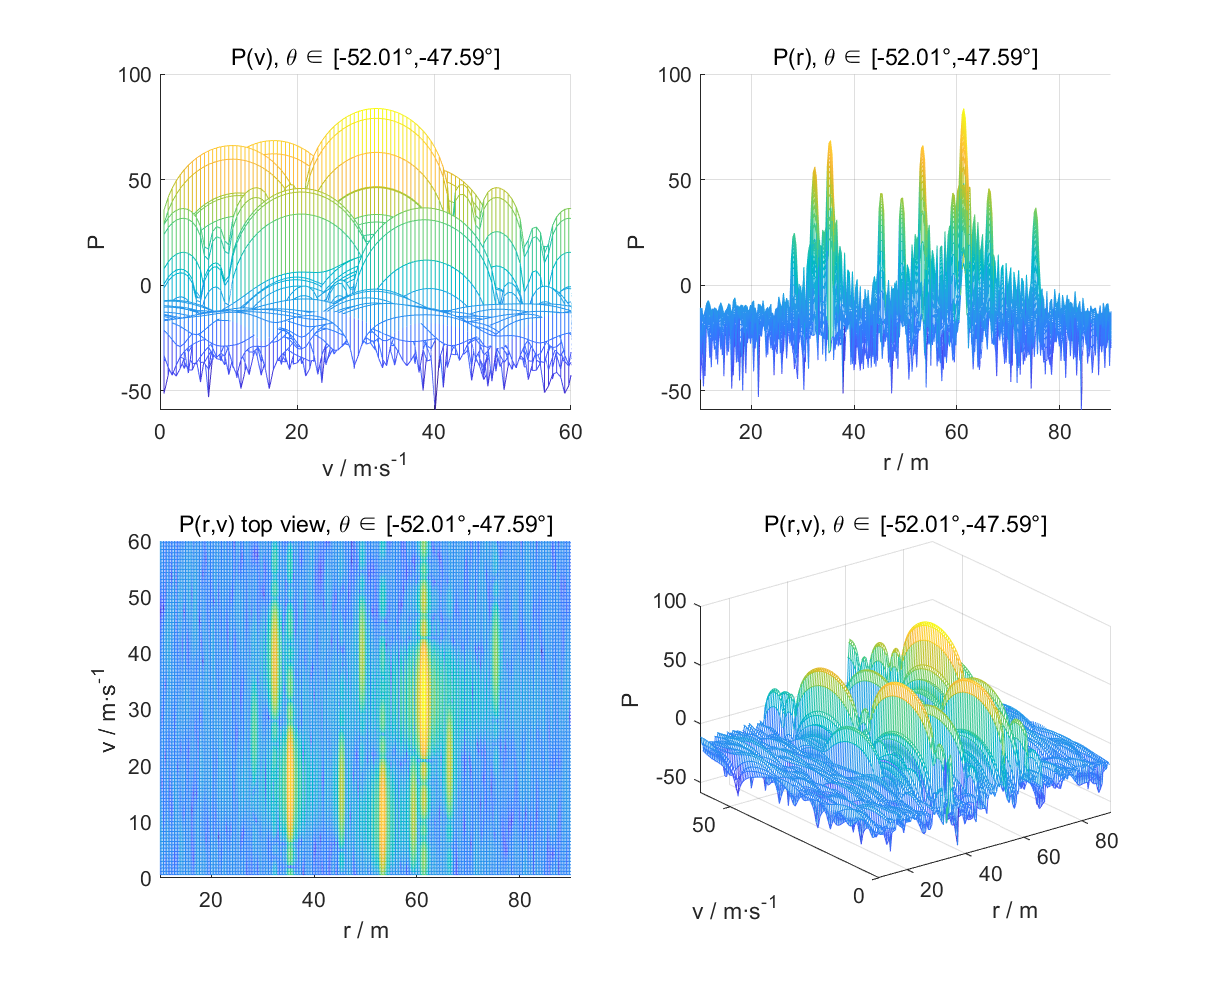 P(v), θ ∈ [-52.01°,-47.59°]
100
50
0
-50
P
0
20
40
60
v / m·s-1
P(r), θ ∈ [-52.01°,-47.59°]
100
50
0
-50
P
20
40
60
80
r / m
P(r,v) top view, θ ∈ [-52.01°,-47.59°]
60
50
40
30
20
10
0
v / m·s-1
20
40
60
80
r / m
P(r,v), θ ∈ [-52.01°,-47.59°]
100
50
0
-50
P
50
0
v / m·s-1
20
40
60
80
r / m